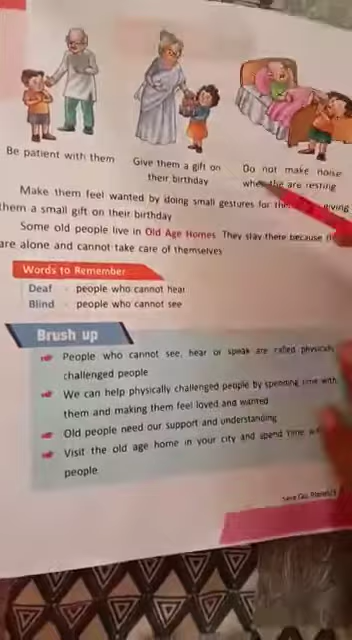 Be patient with them
Give them a gift on
their birthday
Do not make noise
when the are resting
Make them feel wanted by doing small gestures for giving
them a small gift on their birthday
Some old people live in Old Age Homes They stay there because
are alone and cannot take care of themselves
Words to Remember
Deaf - people who cannot hear
Blind - people who cannot see
Brush up
People who cannot see, hear or speak are called physically
challenged people
We can help physically challenged people by spending time with
them and making them feel loved and wanted
Old people need our support and understanding
Visit the old age home in your city and spend time
people